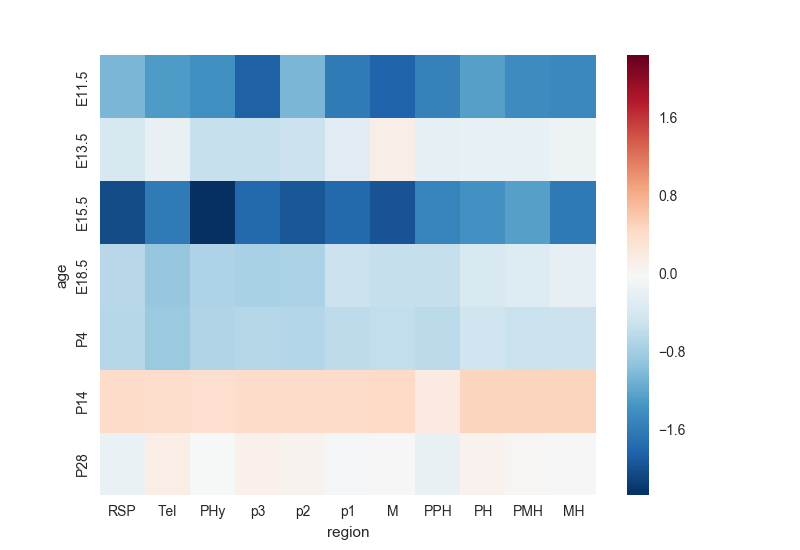 E11.5
E13.5
E15.5
E18.5
P4
P14
P28
age
RSP Tel PHy p3 p2 p1 M PPH PH PMH MH
region
1.6
0.8
0.0
−0.8
−1.6